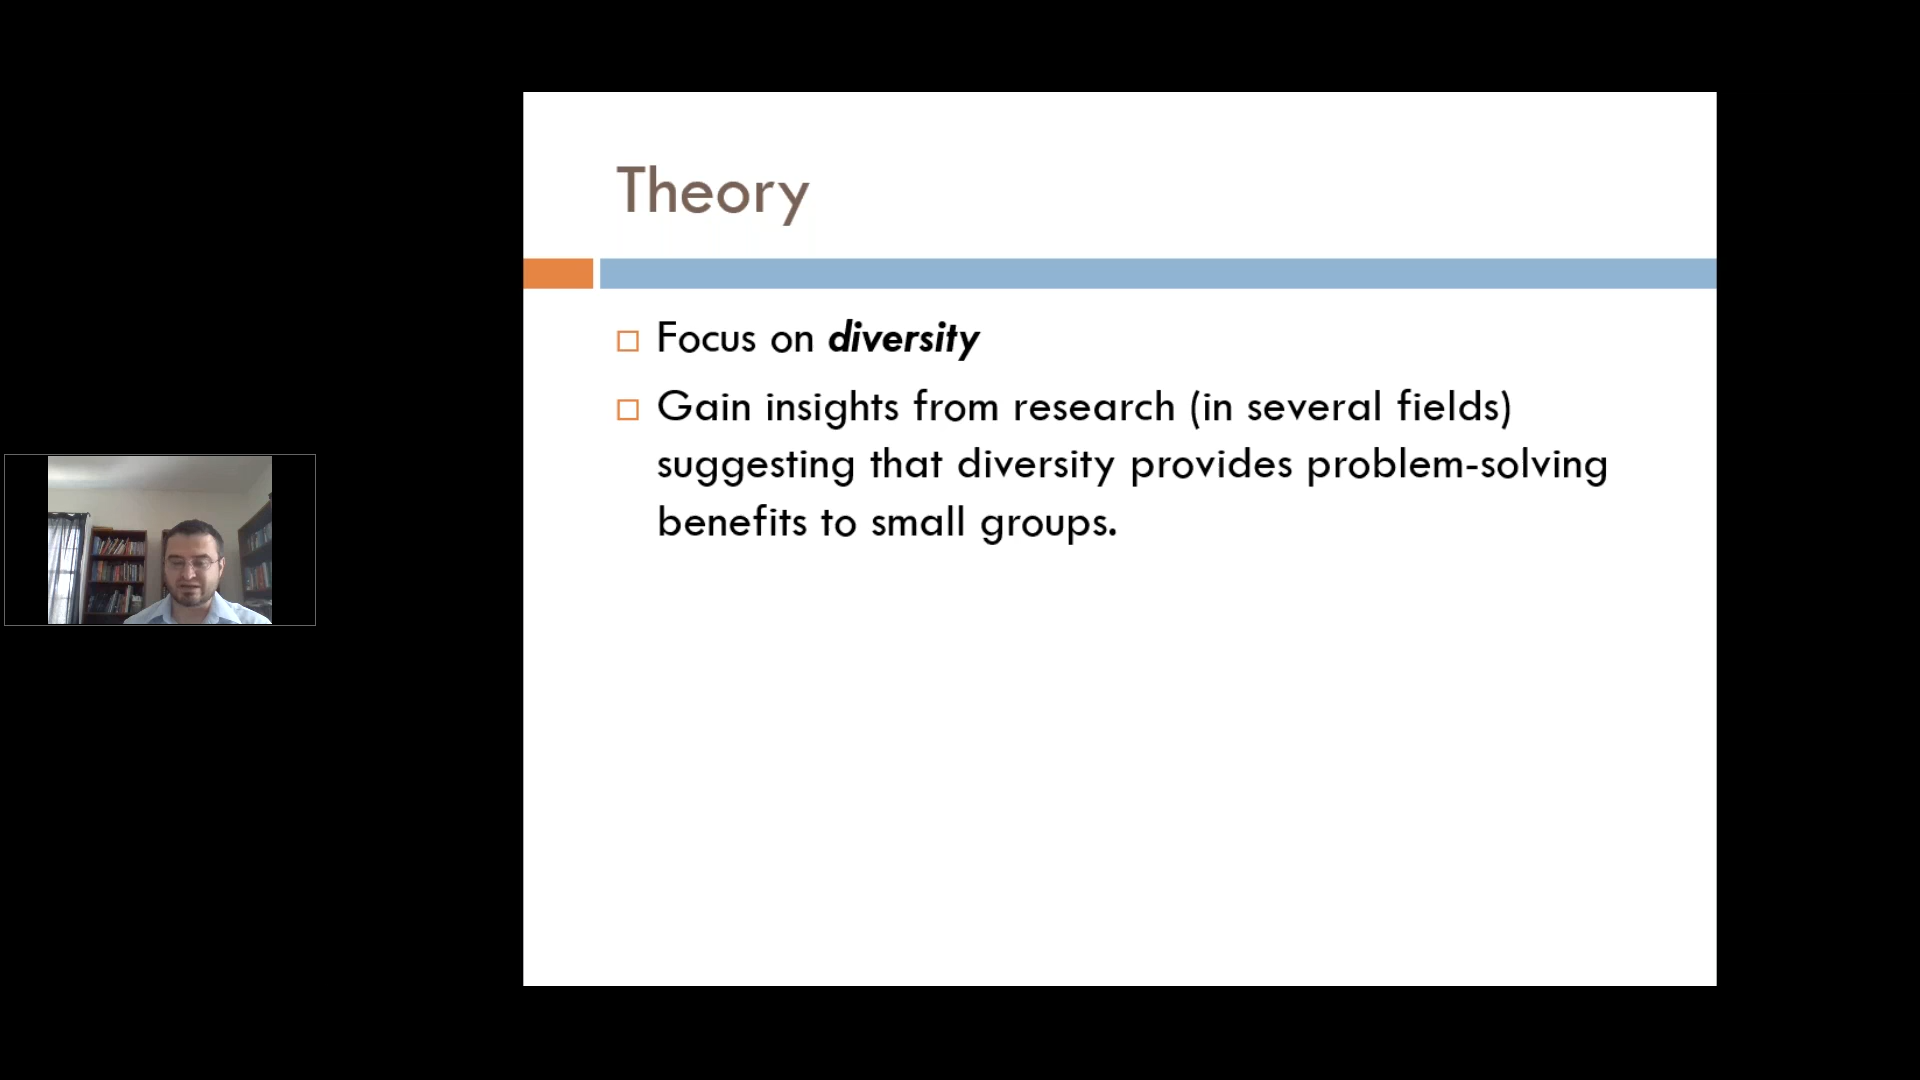 Theory
Focus on diversity
Gain insights from research (in several fields)
suggesting that diversity provides problem-solving
benefits to small groups.